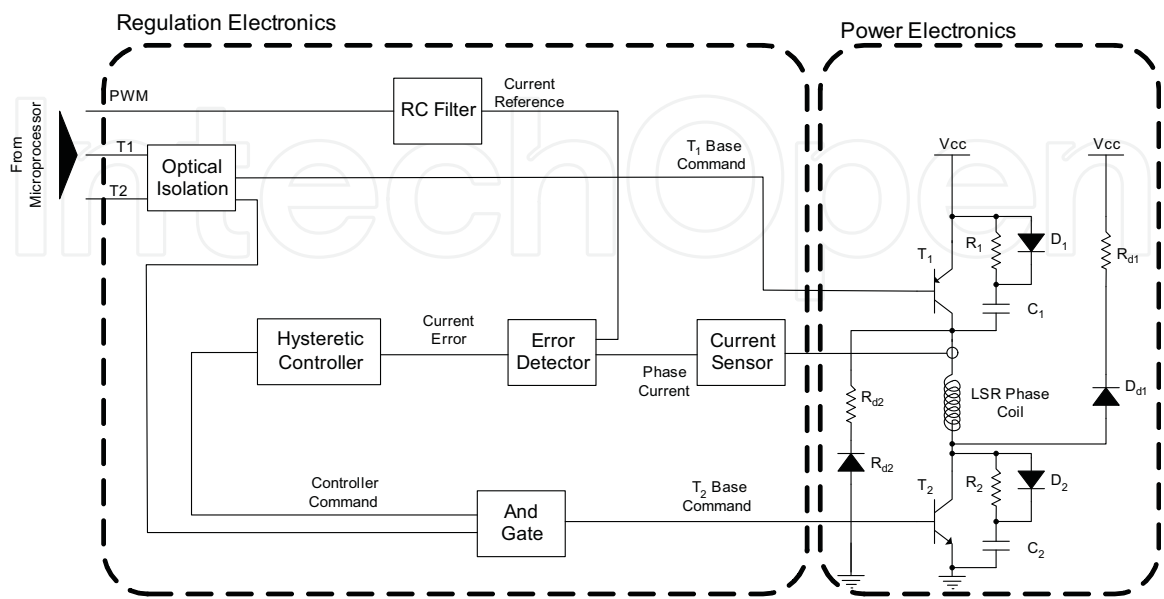 Regulation Electronics
Power Electronics
From
Microprocessor
PWM
T1
T2
Optical
Isolation
RC Filter
Current
Reference
T1 Base
Command
Hysteretic
Controller
Current
Error
Error
Detector
Phase
Current
Current
Sensor
Controller
Command
And
Gate
T2 Base
Command
Vcc
Vcc
T1
R1
D1
C1
Rd1
Dd1
LSR Phase
Coil
Rd2
Rd2
T2
R2
D2
C2
IntechOpen